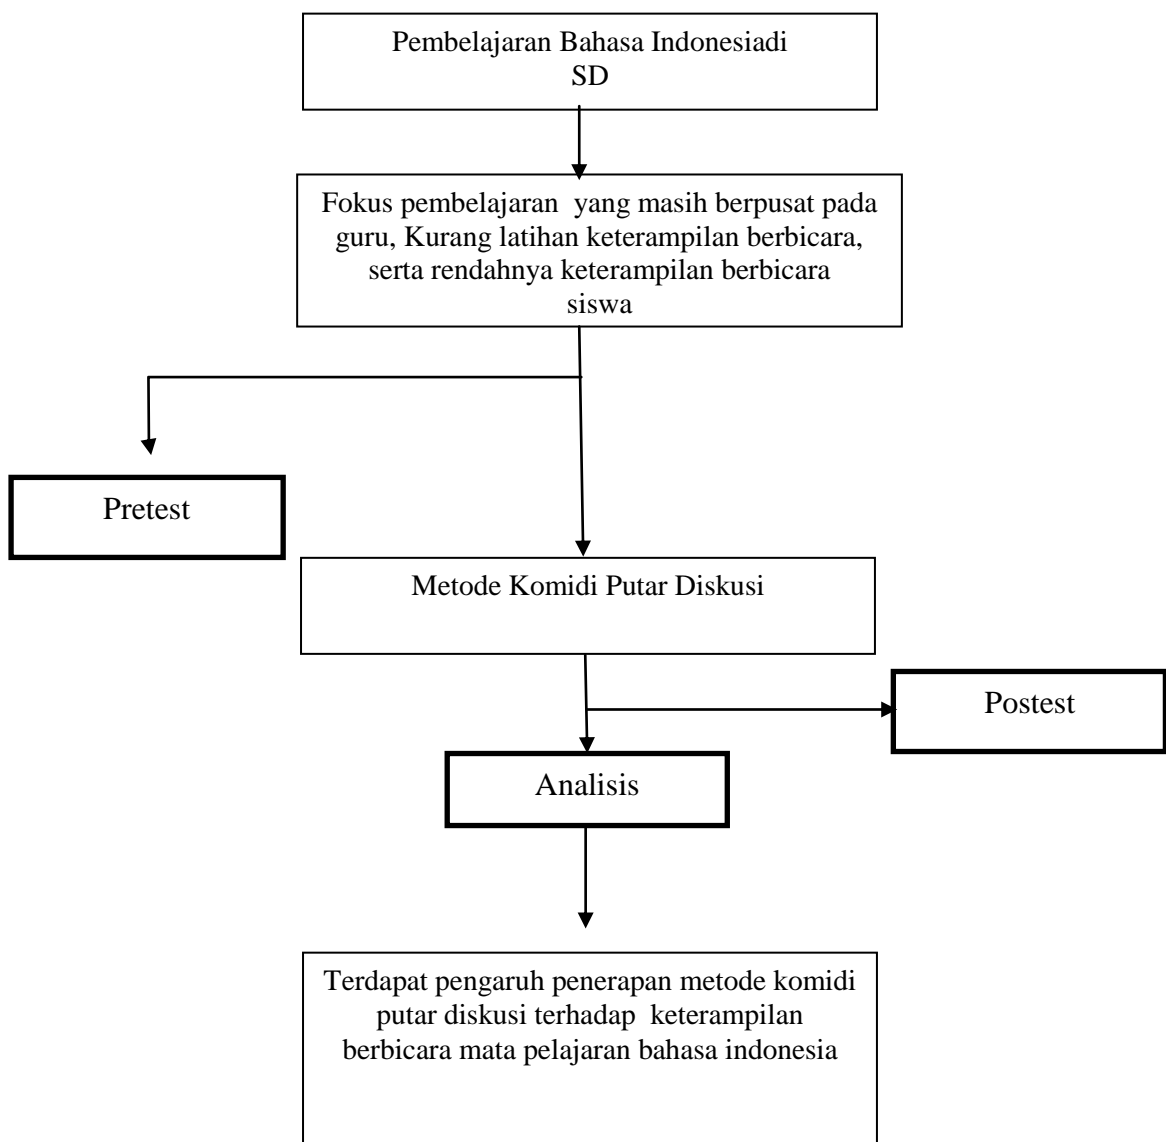 Pembelajaran Bahasa Indonesiadi
SD
Fokus pembelajaran yang masih berpusat pada
guru, Kurang latihan keterampilan berbicara,
serta rendahnya keterampilan berbicara
siswa
Pretest
Metode Komidi Putar Diskusi
Postest
Analisis
Terdapat pengaruh penerapan metode komidi
putar diskusi terhadap keterampilan
berbicara mata pelajaran bahasa indonesia